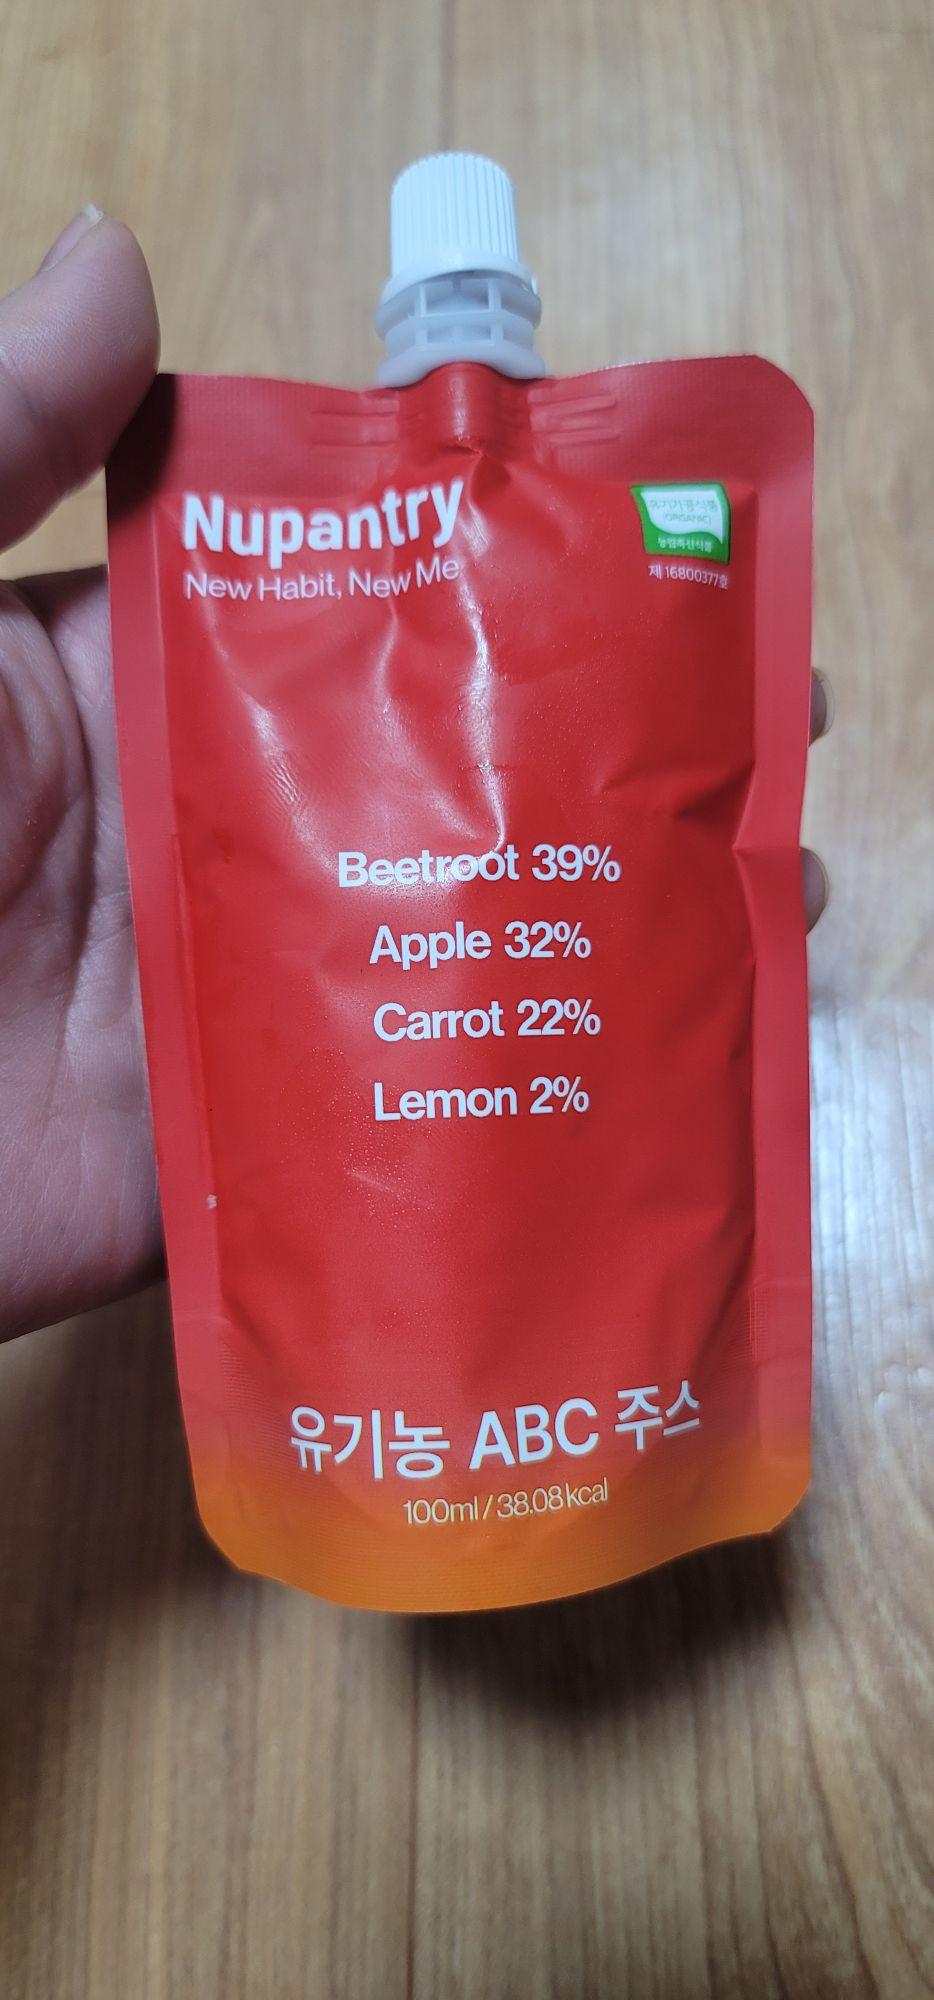 Nupantry
New Habit, New Me
유기가공식품
(ORGANIC)
농림축산식품
제 16800377호
Beetroot 39%
Apple 32%
Carrot 22%
Lemon 2%
유기농 ABC 주스
100ml / 38.08 kcal